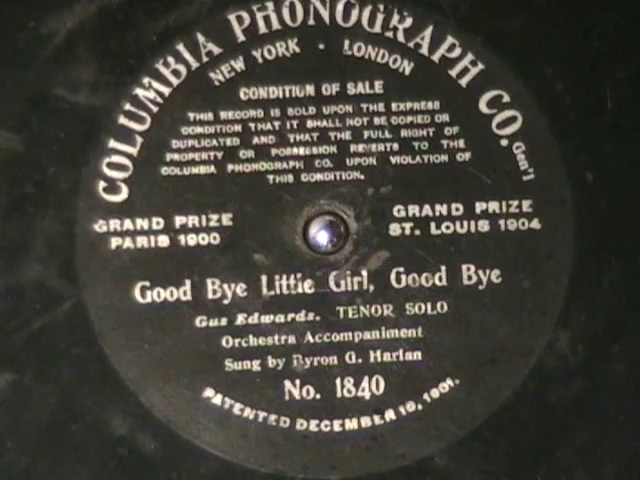 COLUMBIA PHONOGRAPH CO. Gen'l
NEW YORK · LONDON
CONDITION OF SALE
THIS RECORD IS SOLD UPON THE EXPRESS
CONDITION THAT IT SHALL NOT BE COPIED OR
DUPLICATED AND THAT THE FULL RIGHT OF
PROPERTY OR POSSESSION REVERTS TO THE
COLUMBIA PHONOGRAPH CO. UPON VIOLATION OF
THIS CONDITION.
GRAND PRIZE
PARIS 1900
GRAND PRIZE
ST. LOUIS 1904
Good Bye Little Girl, Good Bye
Gus Edwards. TENOR SOLO
Orchestra Accompaniment
Sung by Byron G. Harlan
No. 1840
PATENTED DECEMBER 10, 1901.